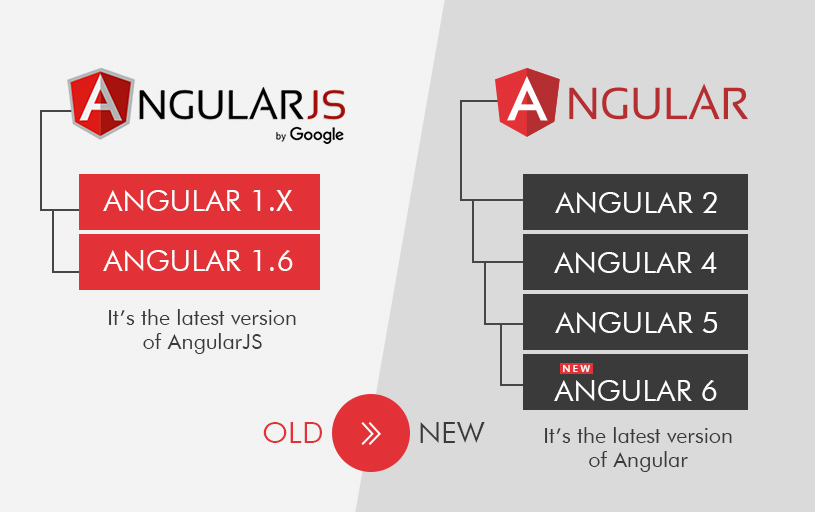 ANGULARJS
by Google
ANGULAR 1.X
ANGULAR 1.6
It’s the latest version
of AngularJS
OLD
ANGULAR
ANGULAR 2
ANGULAR 4
ANGULAR 5
NEW
ANGULAR 6
It’s the latest version
of Angular
NEW